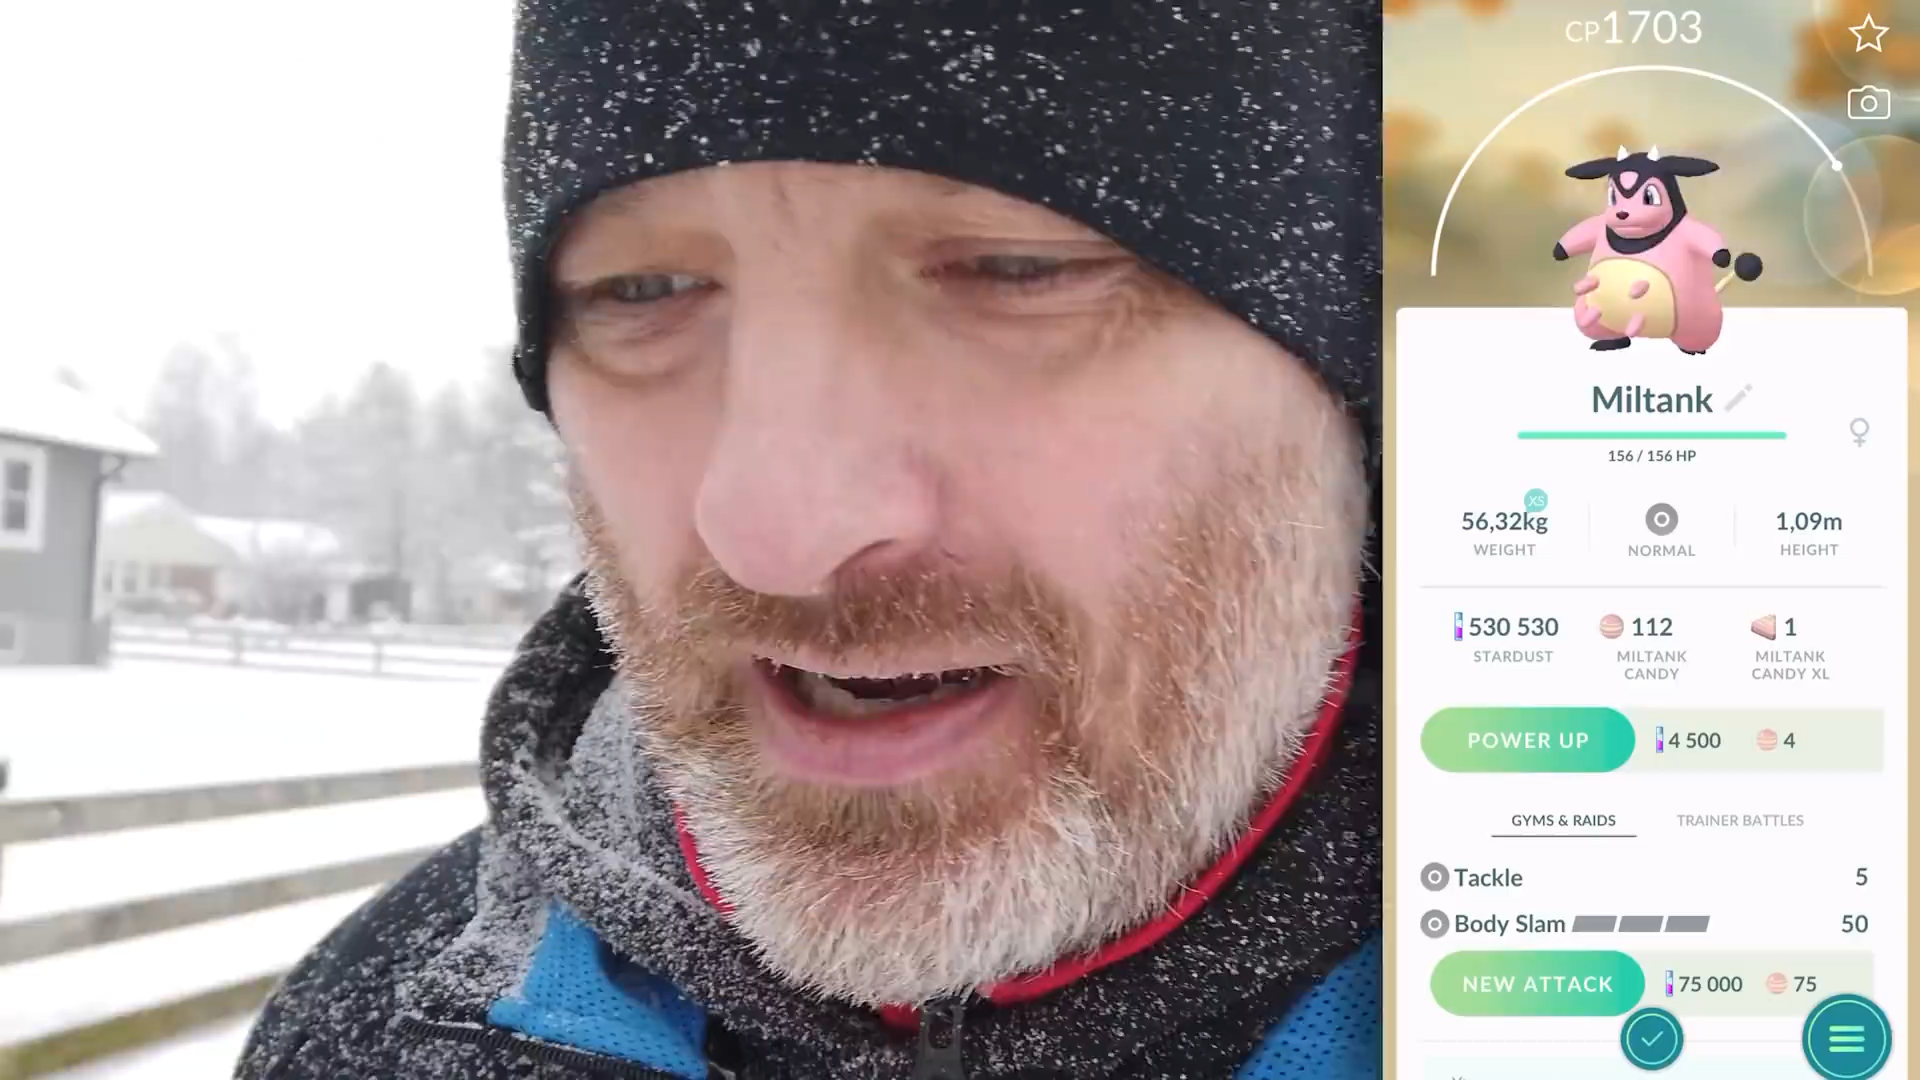 CP1703
Miltank
156 / 156 HP
XS
56,32kg
WEIGHT
NORMAL
1,09m
HEIGHT
530 530
STARDUST
112
MILTANK
CANDY
1
MILTANK
CANDY XL
POWER UP
4 500
4
GYMS & RAIDS
TRAINER BATTLES
Tackle
5
Body Slam
50
NEW ATTACK
75 000
75